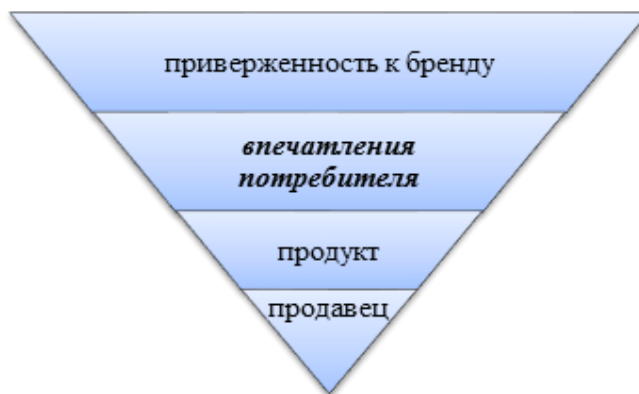 приверженность к бренду
впечатления
потребителя
продукт
продавец